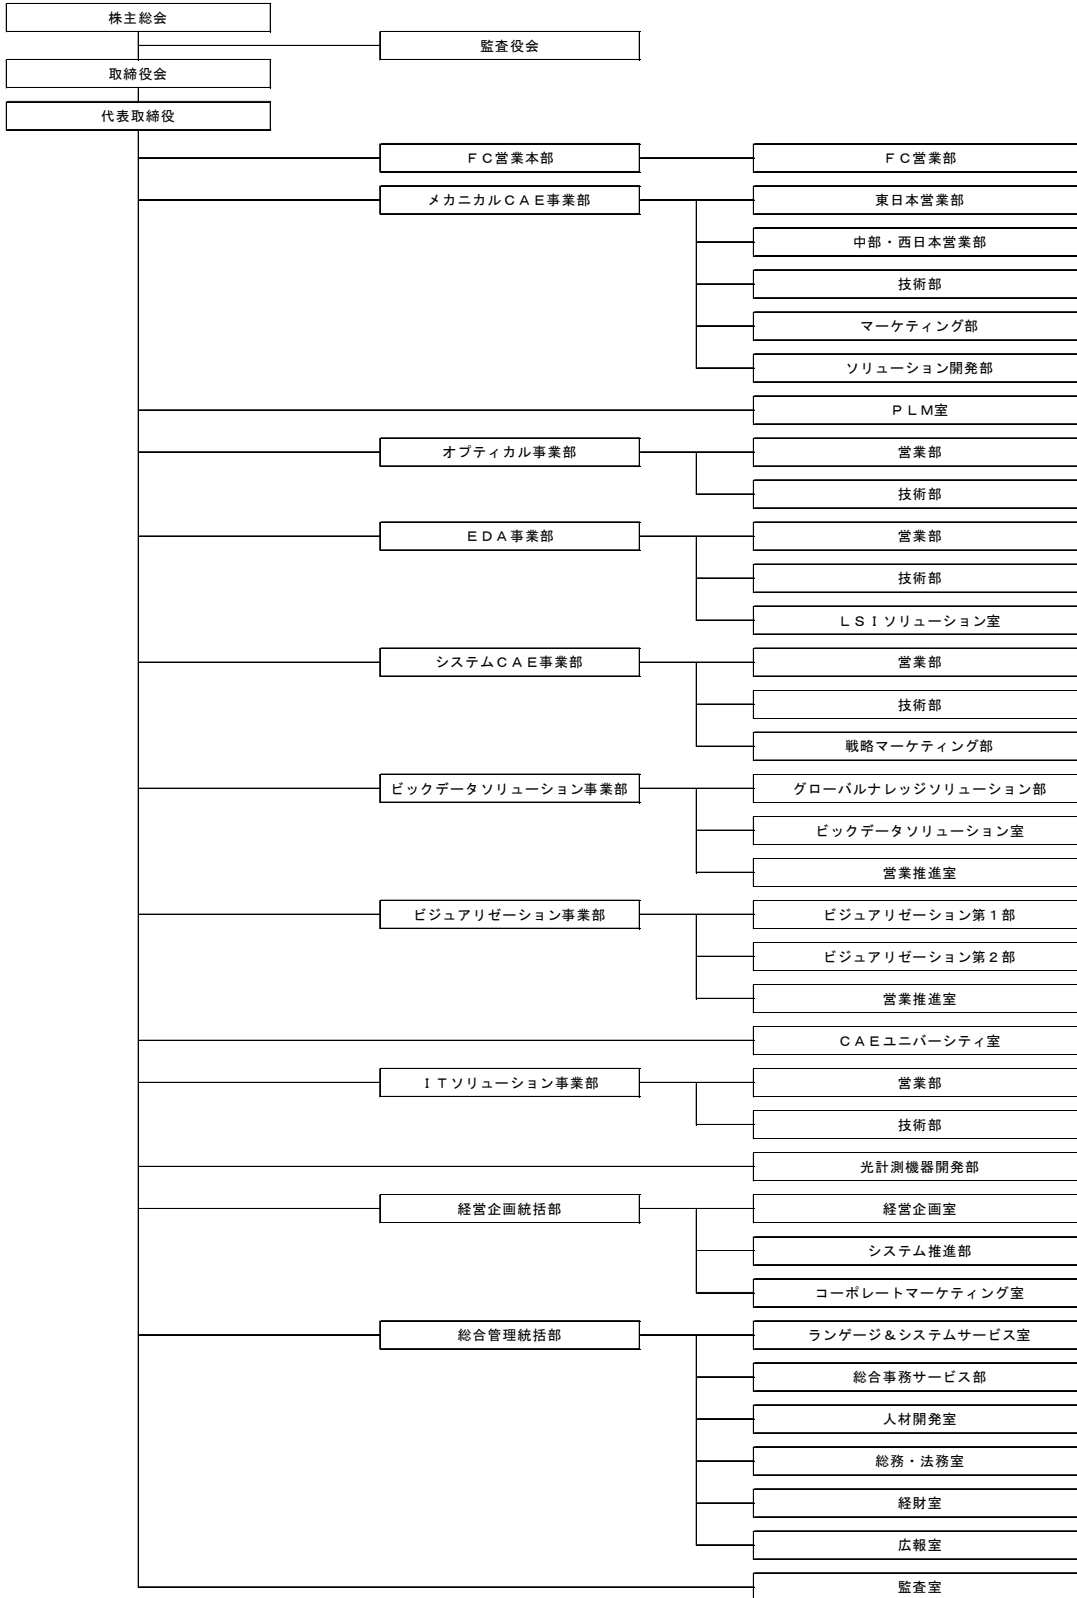 株主総会
監査役会
取締役会
代表取締役
ＦＣ営業本部
ＦＣ営業部
メカニカルＣＡＥ事業部
東日本営業部
中部・西日本営業部
技術部
マーケティング部
ソリューション開発部
ＰＬＭ室
オプティカル事業部
営業部
技術部
ＥＤＡ事業部
営業部
技術部
ＬＳＩソリューション室
システムＣＡＥ事業部
営業部
技術部
戦略マーケティング部
ビックデータソリューション事業部
グローバルナレッジソリューション部
ビックデータソリューション室
営業推進室
ビジュアリゼーション事業部
ビジュアリゼーション第１部
ビジュアリゼーション第２部
営業推進室
ＣＡＥユニバーシティ室
ＩＴソリューション事業部
営業部
技術部
光計測機器開発部
経営企画統括部
経営企画室
システム推進部
コーポレートマーケティング室
総合管理統括部
ランゲージ＆システムサービス室
総合事務サービス部
人材開発室
総務・法務室
経財室
広報室
監査室